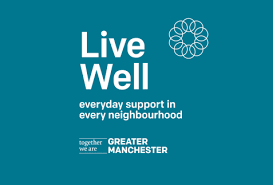 Live
Well
everyday support in
every neighbourhood
together
we are
GREATER
MANCHESTER